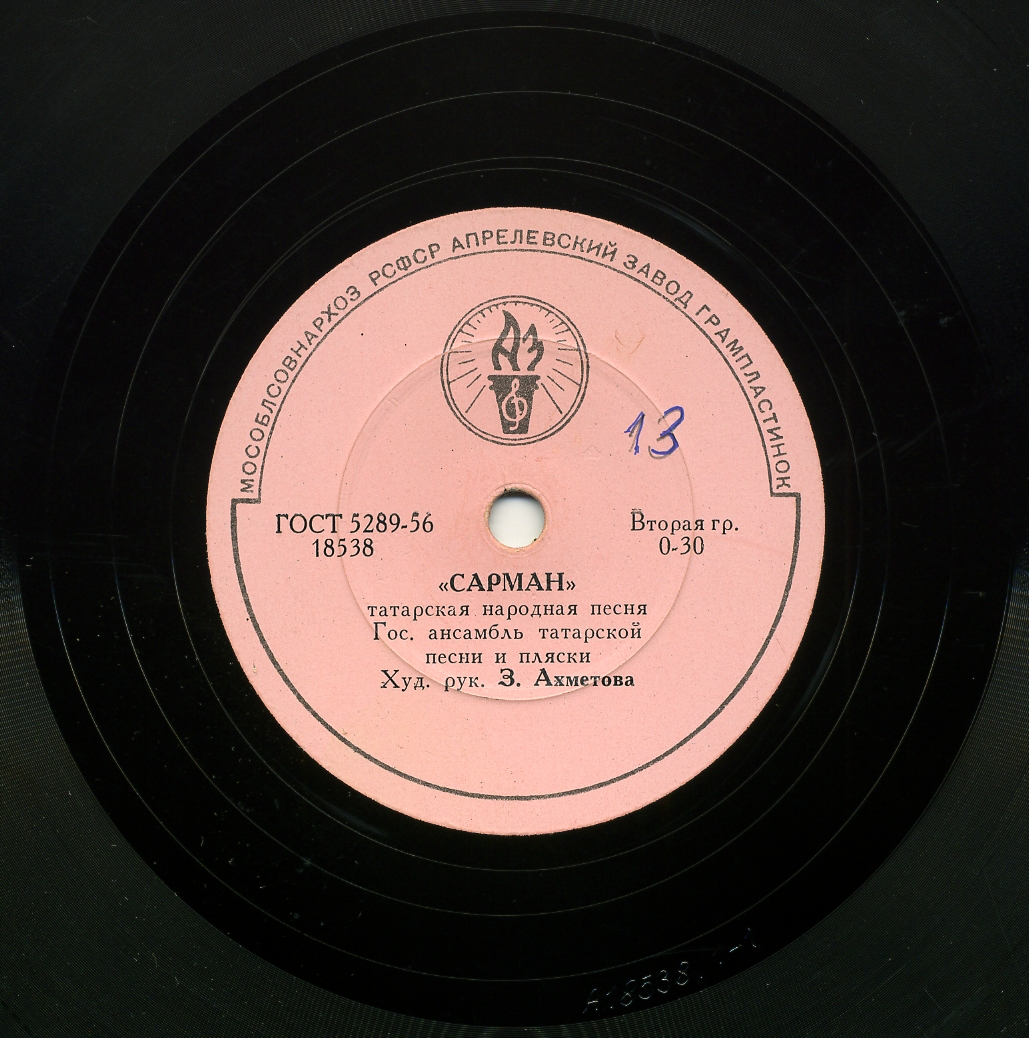 МОСОБЛСОВНАРХОЗ РСФСР АПРЕЛЕВСКИЙ ЗАВОД ГРАМПЛАСТИНОК
АЗ
13
ГОСТ 5289-56
18538
Вторая гр.
0-30
«САРМАН»
татарская народная песня
Гос. ансамбль татарской
песни и пляски
Худ. рук. З. Ахметова